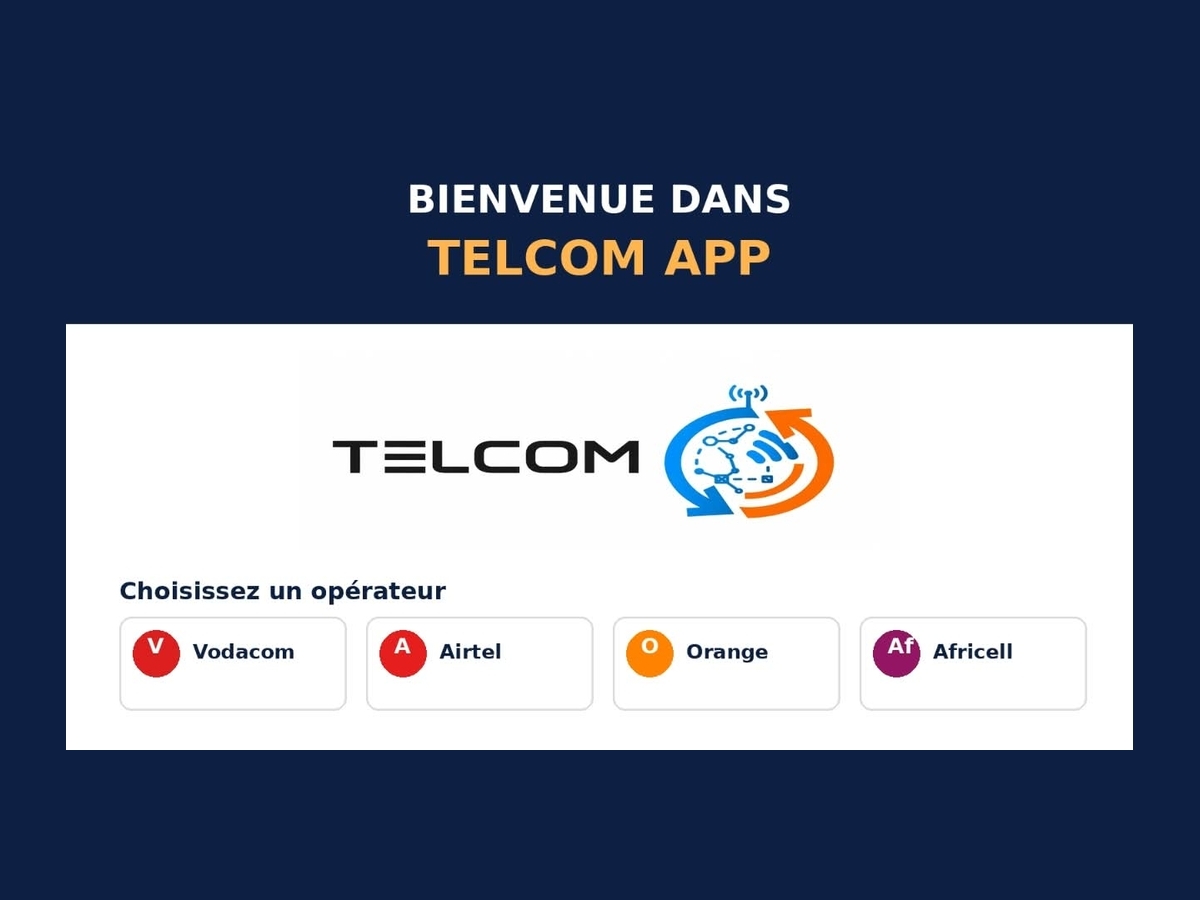 BIENVENUE DANS
TELCOM APP
TELCOM
Choisissez un opérateur
V Vodacom
A Airtel
O Orange
Af Africell